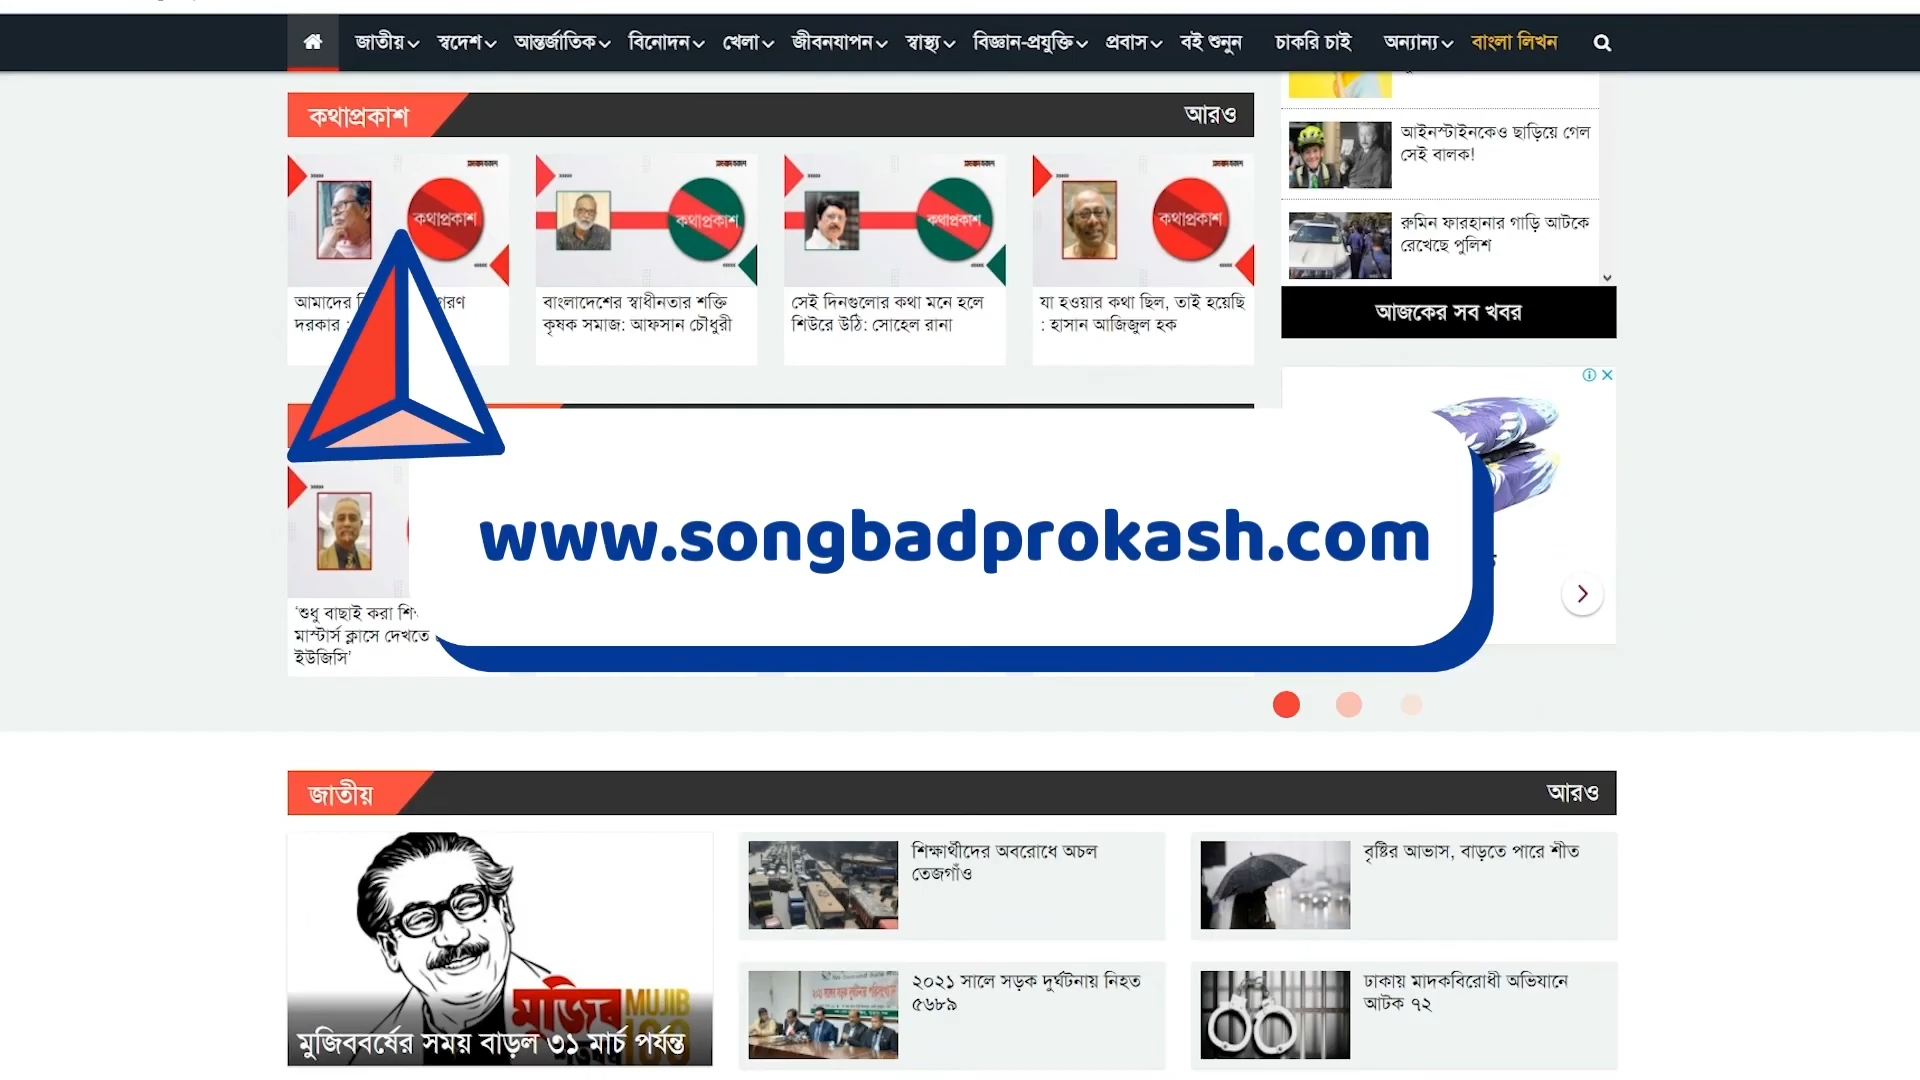 জাতীয় স্বদেশ আন্তর্জাতিক বিনোদন খেলা জীবনযাপন স্বাস্থ্য বিজ্ঞান-প্রযুক্তি প্রবাস বই শুনুন চাকরি চাই অন্যান্য বাংলা লিখন
কথাপ্রকাশ আরও
কথাপ্রকাশ কথাপ্রকাশ কথাপ্রকাশ কথাপ্রকাশ
আমাদের
দরকার :
বাংলাদেশের স্বাধীনতার শক্তি
কৃষক সমাজ: আফসান চৌধুরী
সেই দিনগুলোর কথা মনে হলে
শিউরে উঠি: সোহেল রানা
যা হওয়ার কথা ছিল, তাই হয়েছি
: হাসান আজিজুল হক
আইনস্টাইনকেও ছাড়িয়ে গেল
সেই বালক!
রুমিন ফারহানার গাড়ি আটকে
রেখেছে পুলিশ
আজকের সব খবর
www.songbadprokash.com
‘শুধু বাছাই করা
মাস্টার্স ক্লাসে দেখতে
ইউজিসি’
জাতীয় আরও
মুজিব MUJIB
100
মুজিববর্ষের সময় বাড়ল ৩১ মার্চ পর্যন্ত
শিক্ষার্থীদের অবরোধে অচল
তেজগাঁও
বৃষ্টির আভাস, বাড়তে পারে শীত
২০২১ সালে সড়ক দুর্ঘটনায় নিহত
৫৬৮৯
ঢাকায় মাদকবিরোধী অভিযানে
আটক ৭২